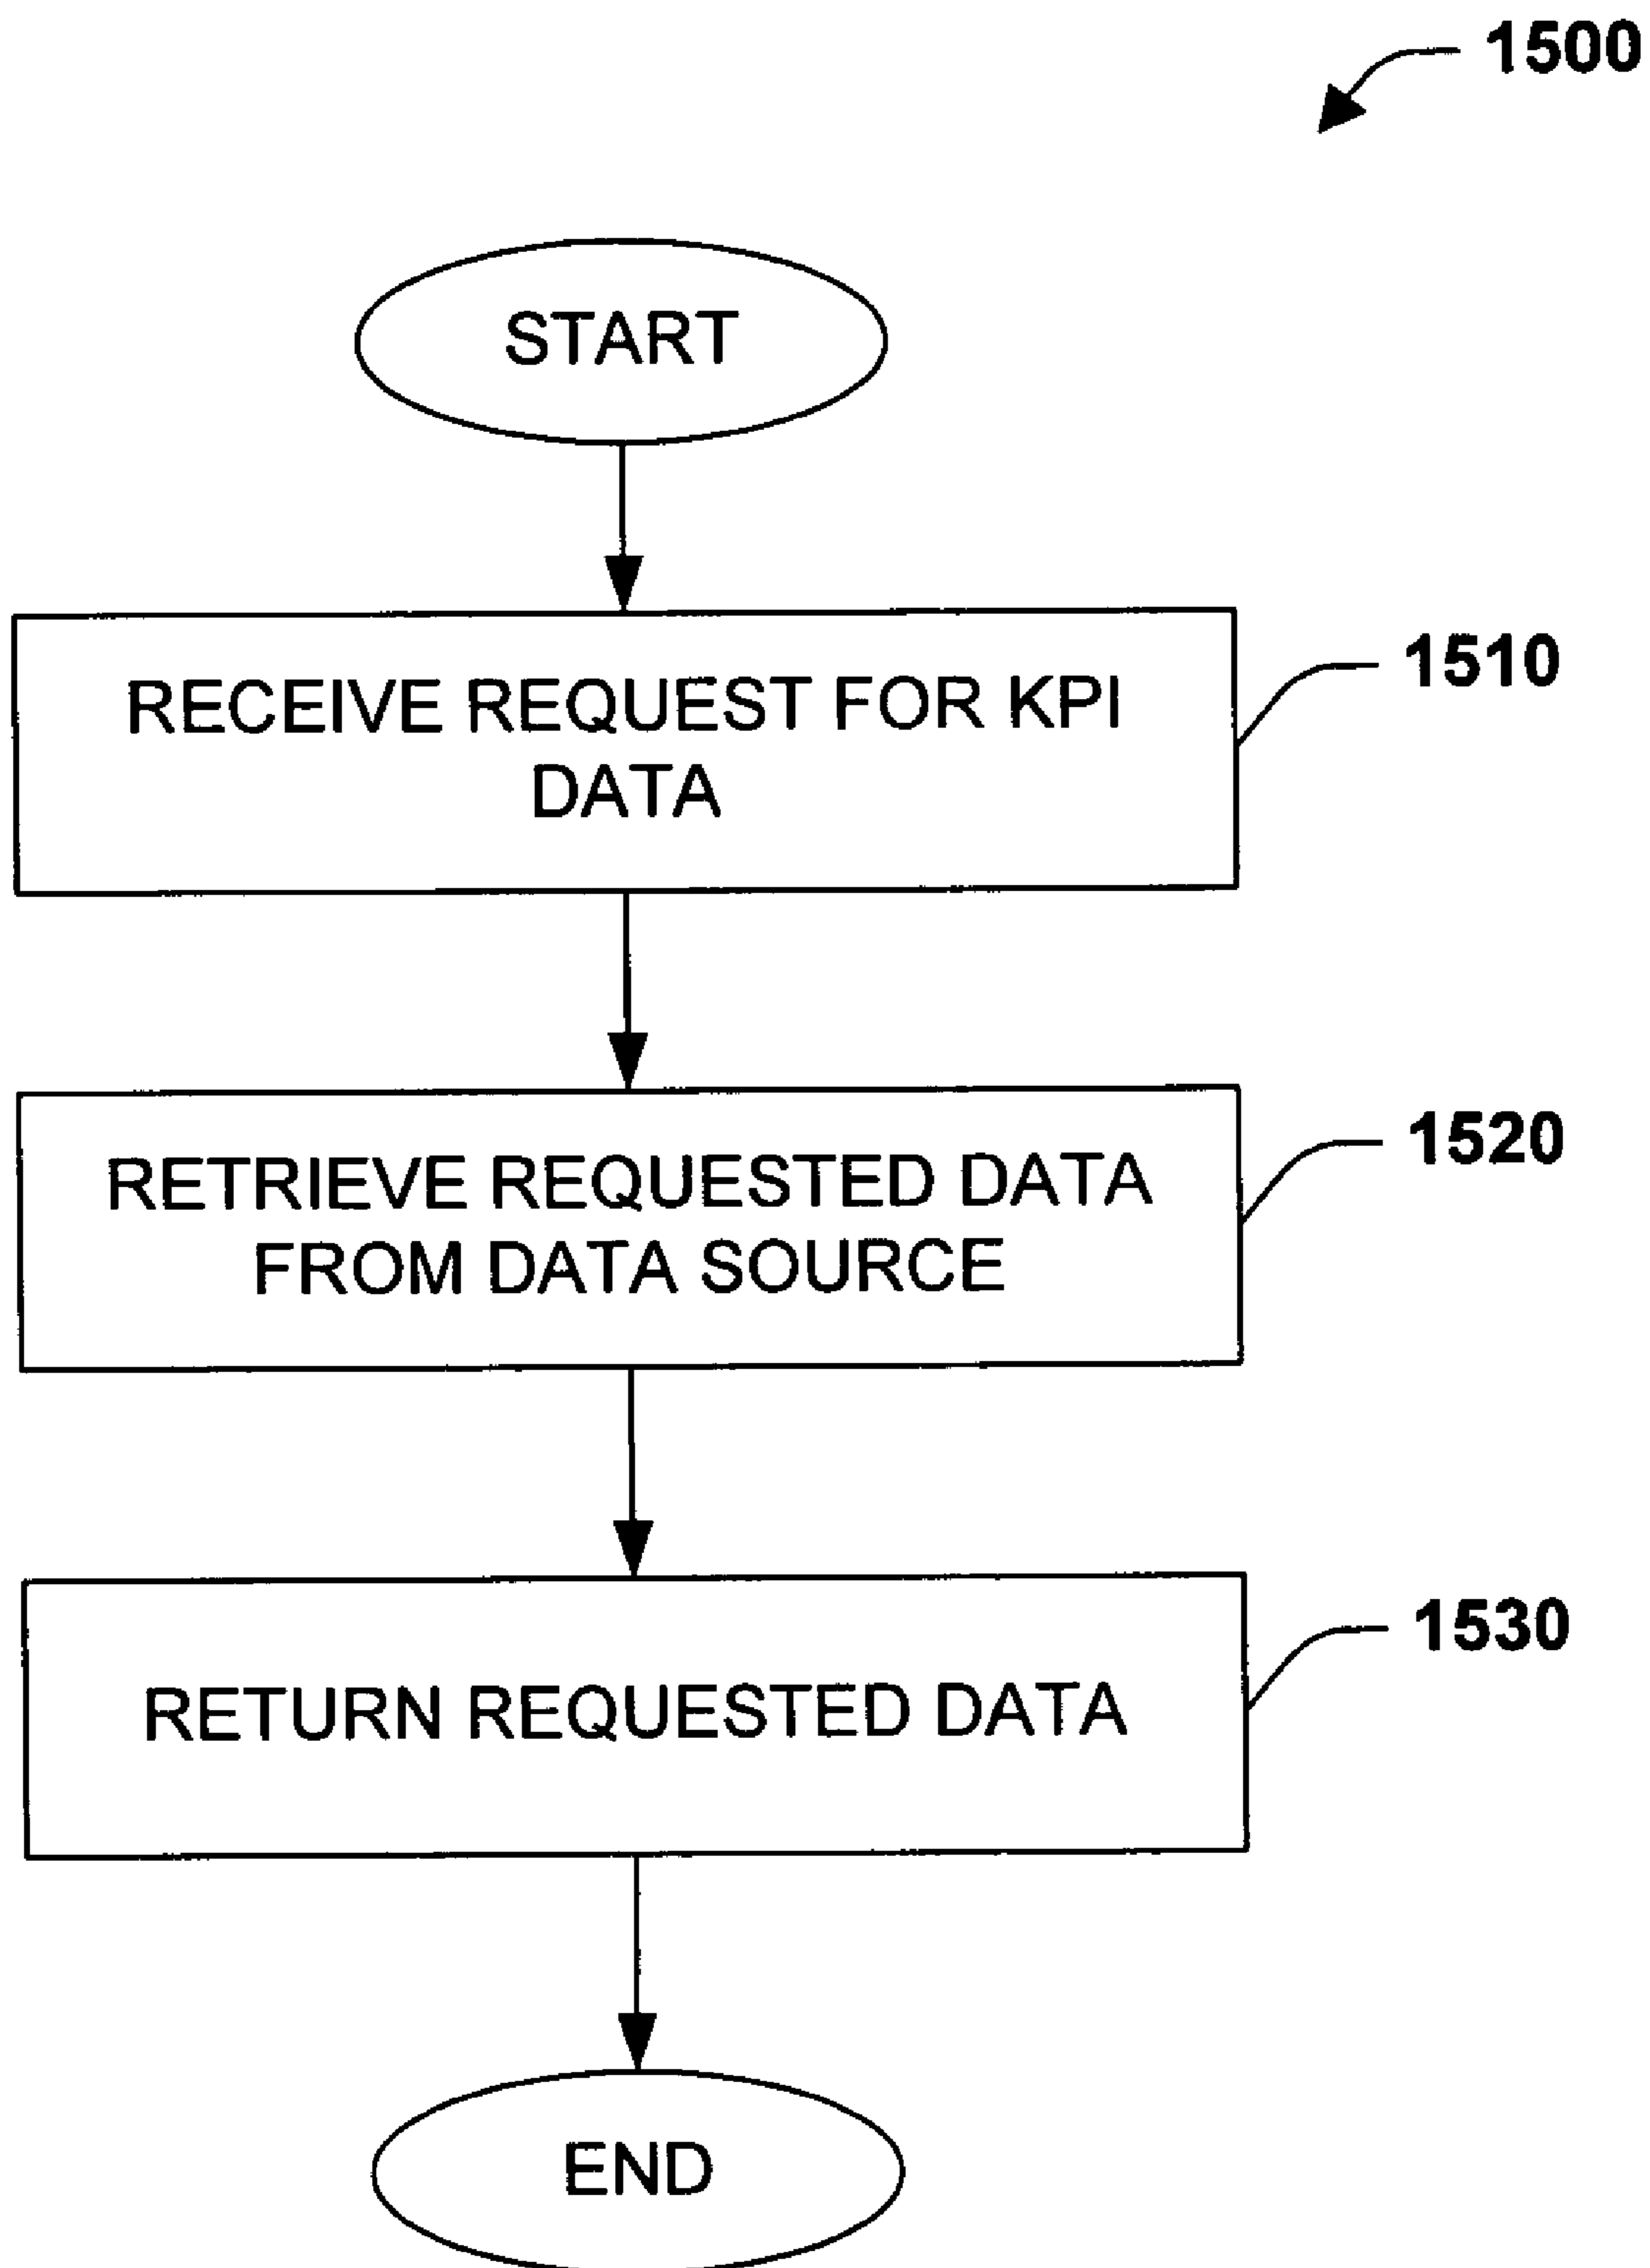 1500
START
RECEIVE REQUEST FOR KPI
DATA
1510
RETRIEVE REQUESTED DATA
FROM DATA SOURCE
1520
RETURN REQUESTED DATA
1530
END